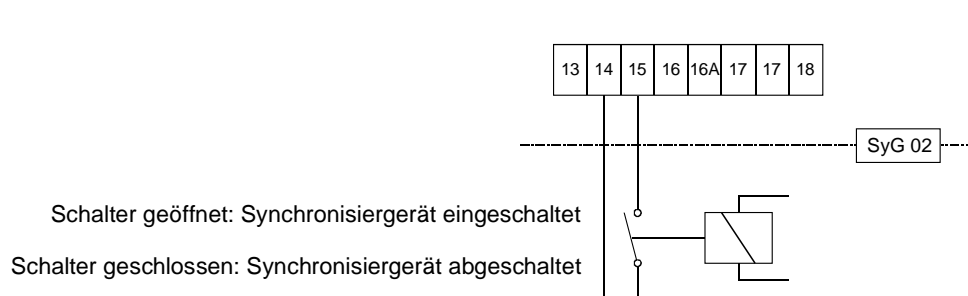 13 14 15 16 16A 17 17 18
SyG 02
Schalter geöffnet: Synchronisiergerät eingeschaltet
Schalter geschlossen: Synchronisiergerät abgeschaltet